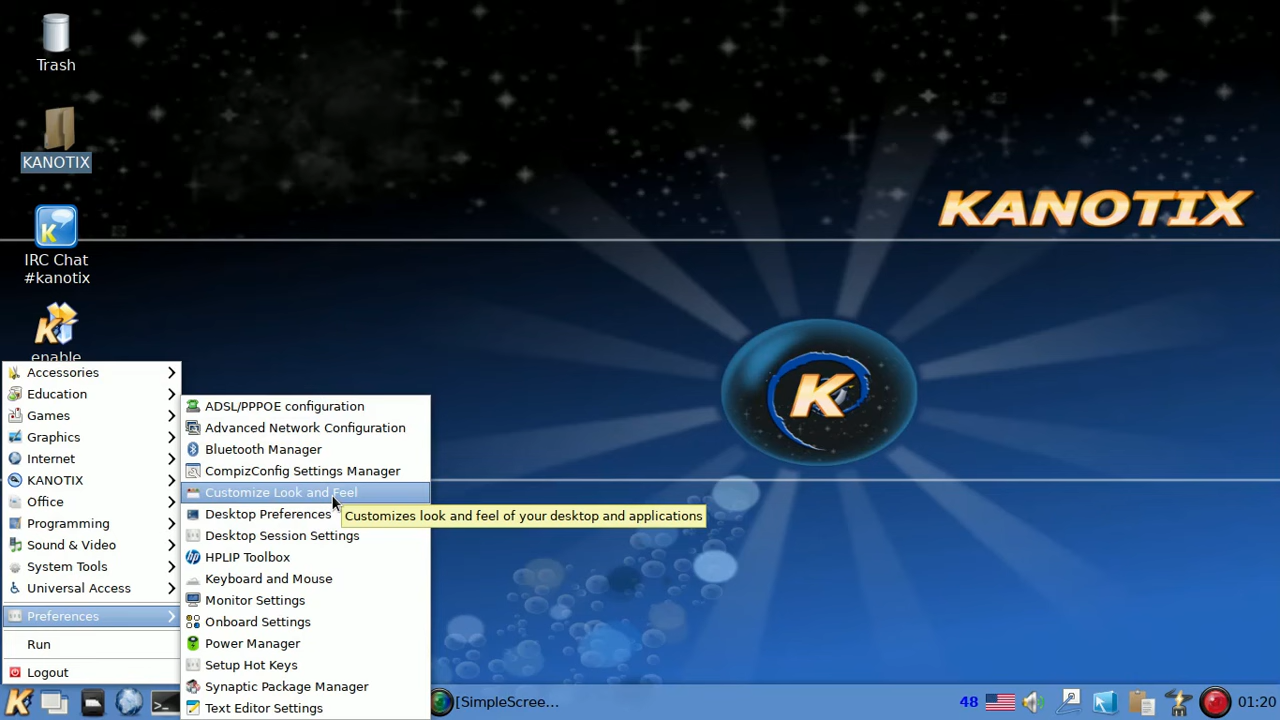 Trash
KANOTIX
IRC Chat
#kanotix
enable
KANOTIX
K
Accessories
Education
Games
Graphics
Internet
KANOTIX
Office
Programming
Sound & Video
System Tools
Universal Access
Preferences
Run
Logout
ADSL/PPPOE configuration
Advanced Network Configuration
Bluetooth Manager
CompizConfig Settings Manager
Customize Look and Feel
Desktop Preferences
Desktop Session Settings
HPLIP Toolbox
Keyboard and Mouse
Monitor Settings
Onboard Settings
Power Manager
Setup Hot Keys
Synaptic Package Manager
Text Editor Settings
Customizes look and feel of your desktop and applications
[SimpleScree...
48
01:20